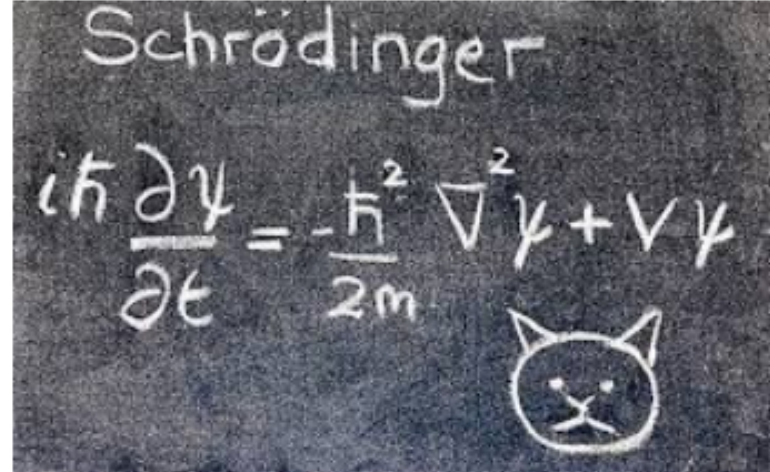 Schrödinger
iħ ∂ψ/∂t = -ħ²/2m ∇²ψ + Vψ